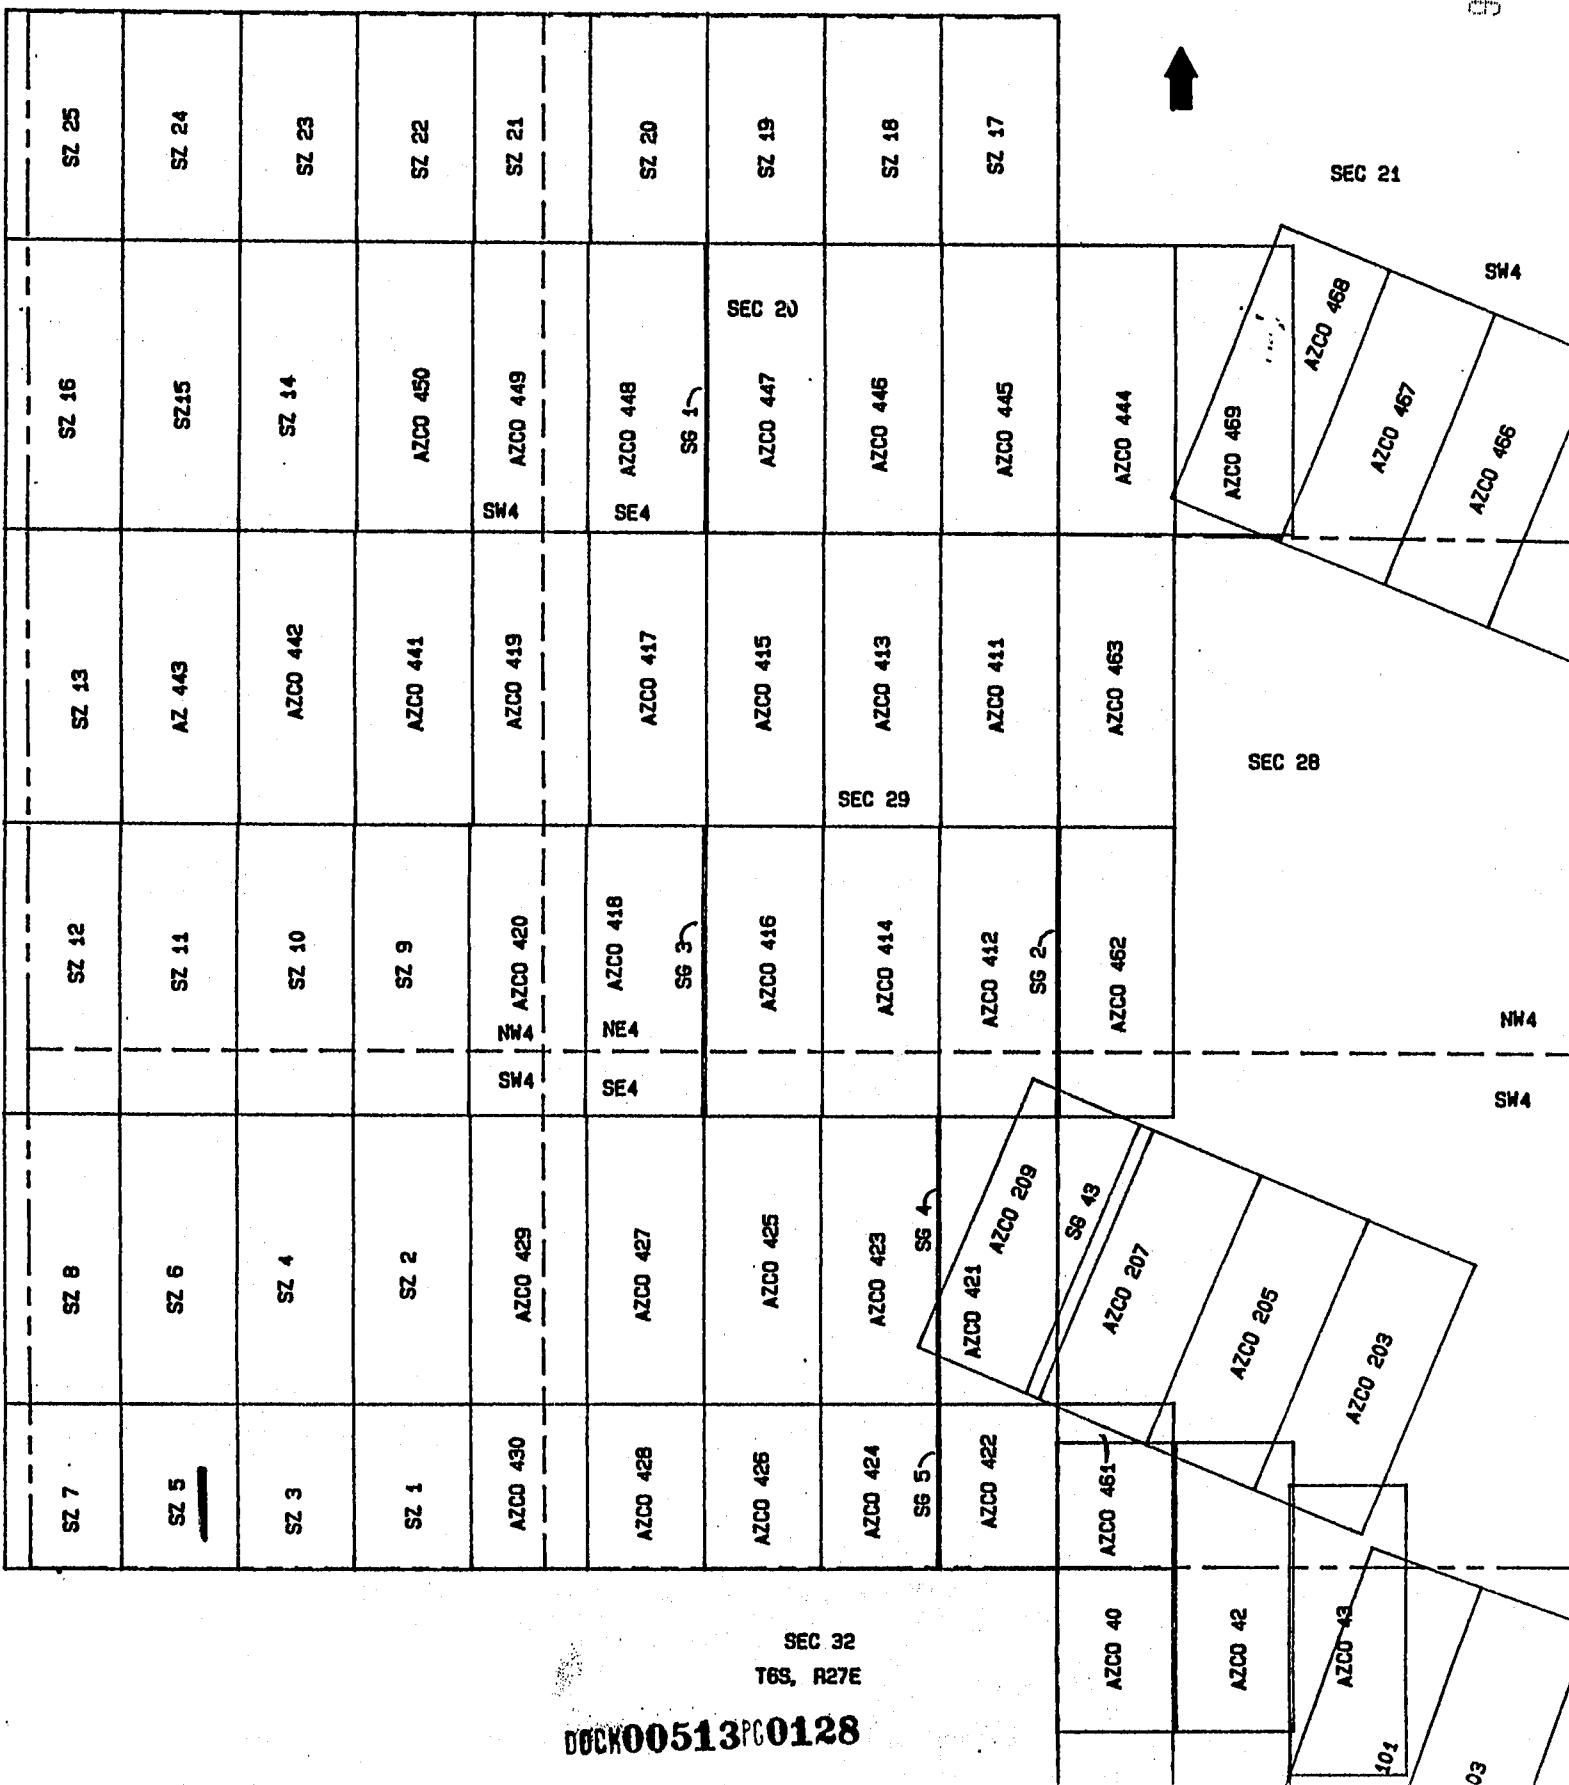 SZ 25
SZ 24
SZ 23
SZ 22
SZ 21
SZ 20
SZ 19
SZ 18
SZ 17
SEC 21
SZ 16
SZ15
SZ 14
AZCO 450
AZCO 449
AZCO 448
SG 1
SEC 20
AZCO 447
AZCO 446
AZCO 445
AZCO 444
AZCO 469
AZCO 468
AZCO 467
AZCO 466
SW4
SW4
SE4
SZ 13
AZ 443
AZCO 442
AZCO 441
AZCO 419
AZCO 417
AZCO 415
AZCO 413
AZCO 411
AZCO 463
SEC 28
SEC 29
SZ 12
SZ 11
SZ 10
SZ 9
AZCO 420
AZCO 418
SG 3
AZCO 416
AZCO 414
AZCO 412
SG 2
AZCO 462
NW4
NE4
NW4
SW4
SE4
SW4
SZ 8
SZ 6
SZ 4
SZ 2
AZCO 429
AZCO 427
AZCO 425
AZCO 423
SG 4
AZCO 421
AZCO 209
SG 43
AZCO 207
AZCO 205
AZCO 203
SZ 7
SZ 5
SZ 3
SZ 1
AZCO 430
AZCO 428
AZCO 426
AZCO 424
SG 5
AZCO 422
AZCO 461
AZCO 40
AZCO 42
AZCO 43
101
03
SEC 32
T6S, R27E
DOCK00513PG0128